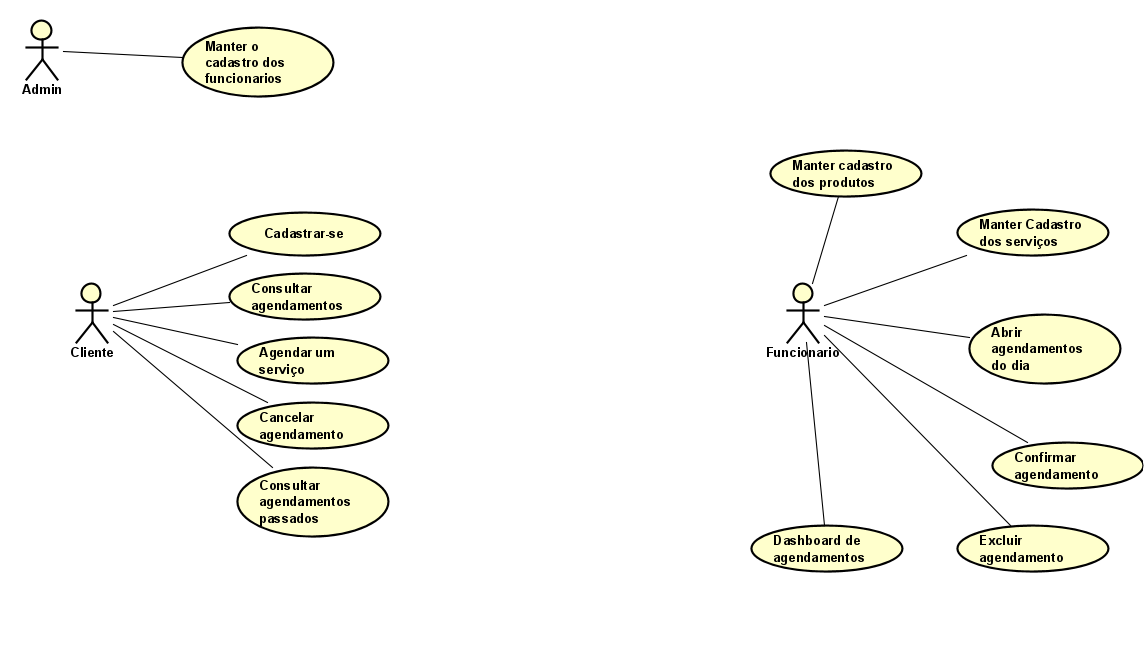 Manter o
cadastro dos
funcionarios
Admin
Cadastrar-se
Consultar
agendamentos
Agendar um
serviço
Cliente
Cancelar
agendamento
Consultar
agendamentos
passados
Manter cadastro
dos produtos
Manter Cadastro
dos serviços
Abrir
agendamentos
do dia
Funcionario
Confirmar
agendamento
Dashboard de
agendamentos
Excluir
agendamento